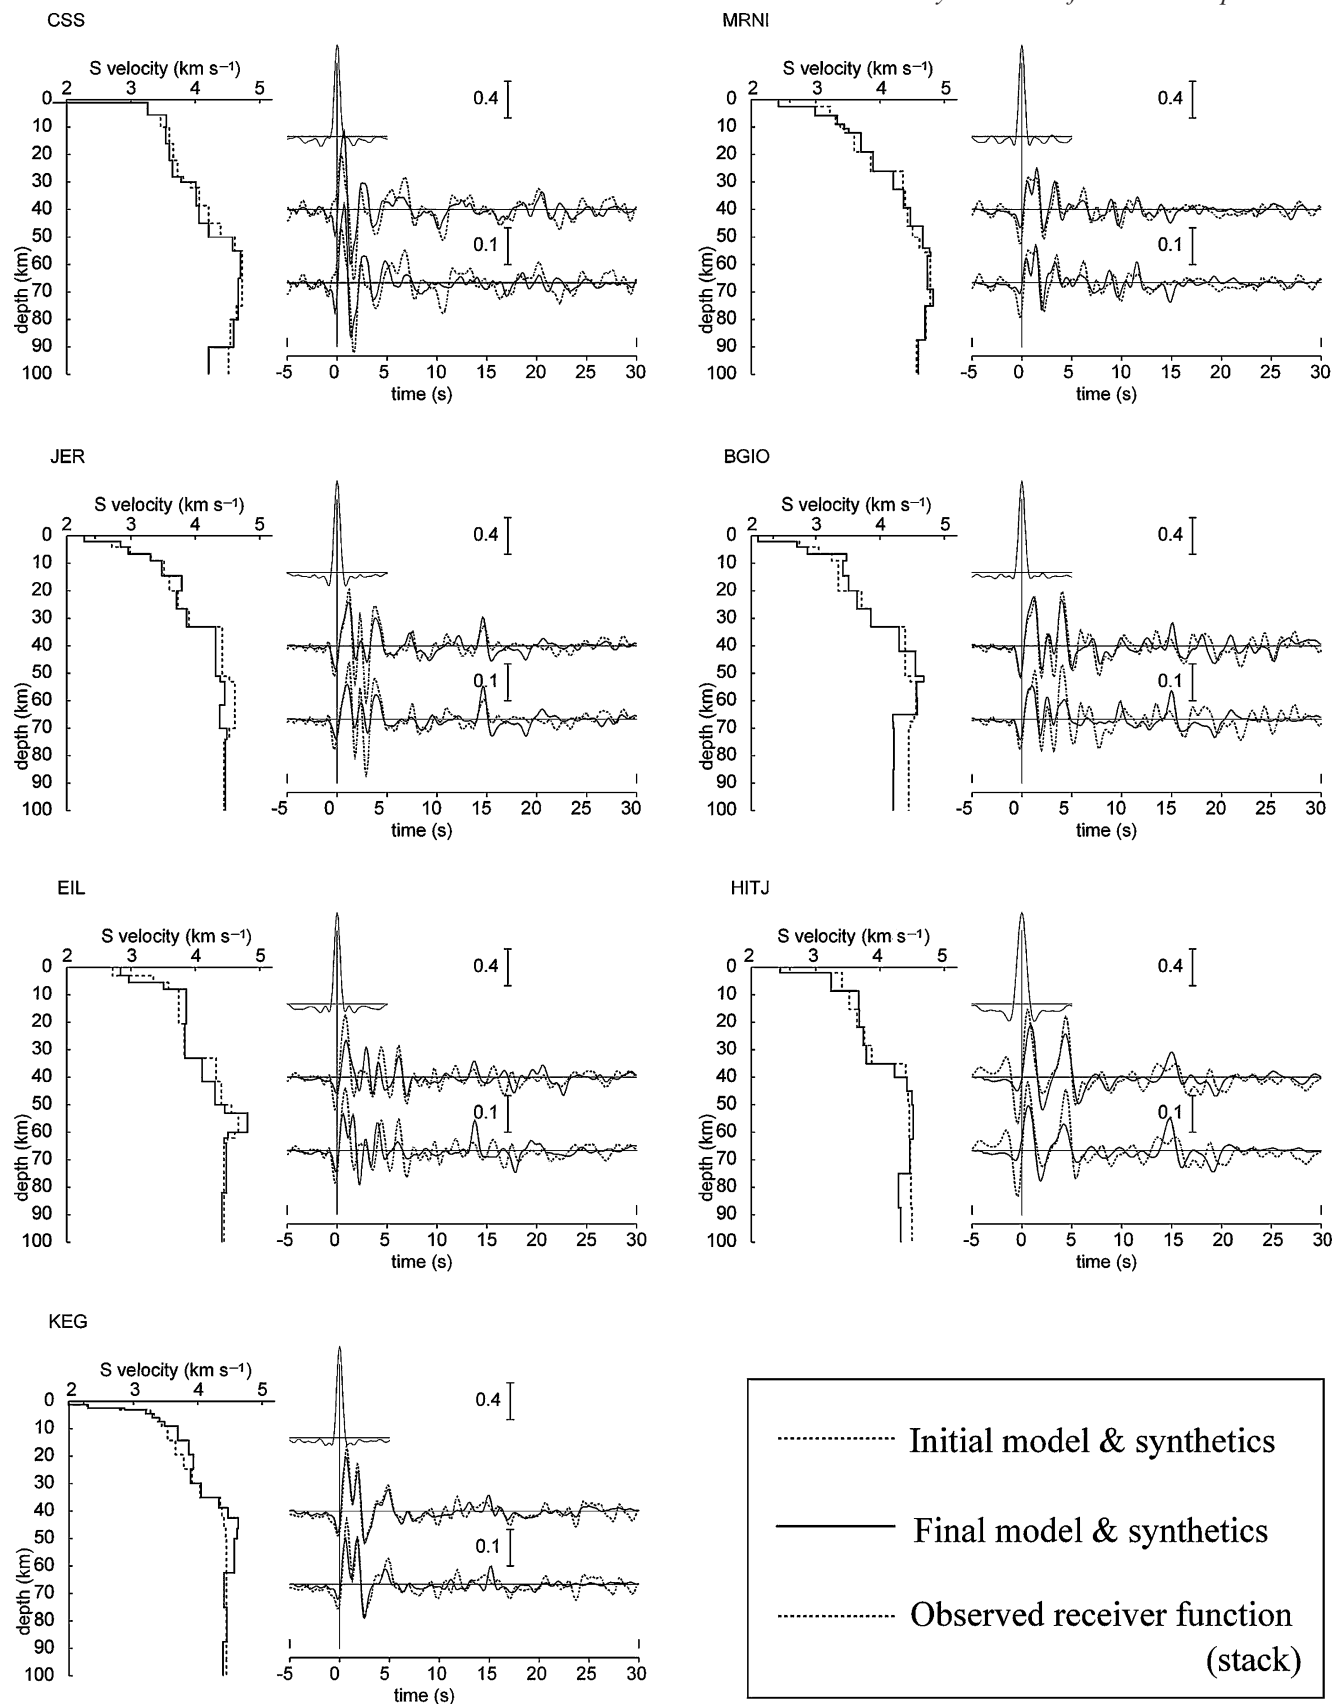 CSS
S velocity (km s⁻¹)
2 3 4 5
0
10
20
30
40
50
60
70
80
90
100
depth (km)
0.4
0.1
-5 0 5 10 15 20 25 30
time (s)
MRNI
S velocity (km s⁻¹)
2 3 4 5
0
10
20
30
40
50
60
70
80
90
100
depth (km)
0.4
0.1
-5 0 5 10 15 20 25 30
time (s)
JER
S velocity (km s⁻¹)
2 3 4 5
0
10
20
30
40
50
60
70
80
90
100
depth (km)
0.4
0.1
-5 0 5 10 15 20 25 30
time (s)
BGIO
S velocity (km s⁻¹)
2 3 4 5
0
10
20
30
40
50
60
70
80
90
100
depth (km)
0.4
0.1
-5 0 5 10 15 20 25 30
time (s)
EIL
S velocity (km s⁻¹)
2 3 4 5
0
10
20
30
40
50
60
70
80
90
100
depth (km)
0.4
0.1
-5 0 5 10 15 20 25 30
time (s)
HITJ
S velocity (km s⁻¹)
2 3 4 5
0
10
20
30
40
50
60
70
80
90
100
depth (km)
0.4
0.1
-5 0 5 10 15 20 25 30
time (s)
KEG
S velocity (km s⁻¹)
2 3 4 5
0
10
20
30
40
50
60
70
80
90
100
depth (km)
0.4
0.1
-5 0 5 10 15 20 25 30
time (s)
Initial model & synthetics
Final model & synthetics
Observed receiver function
(stack)